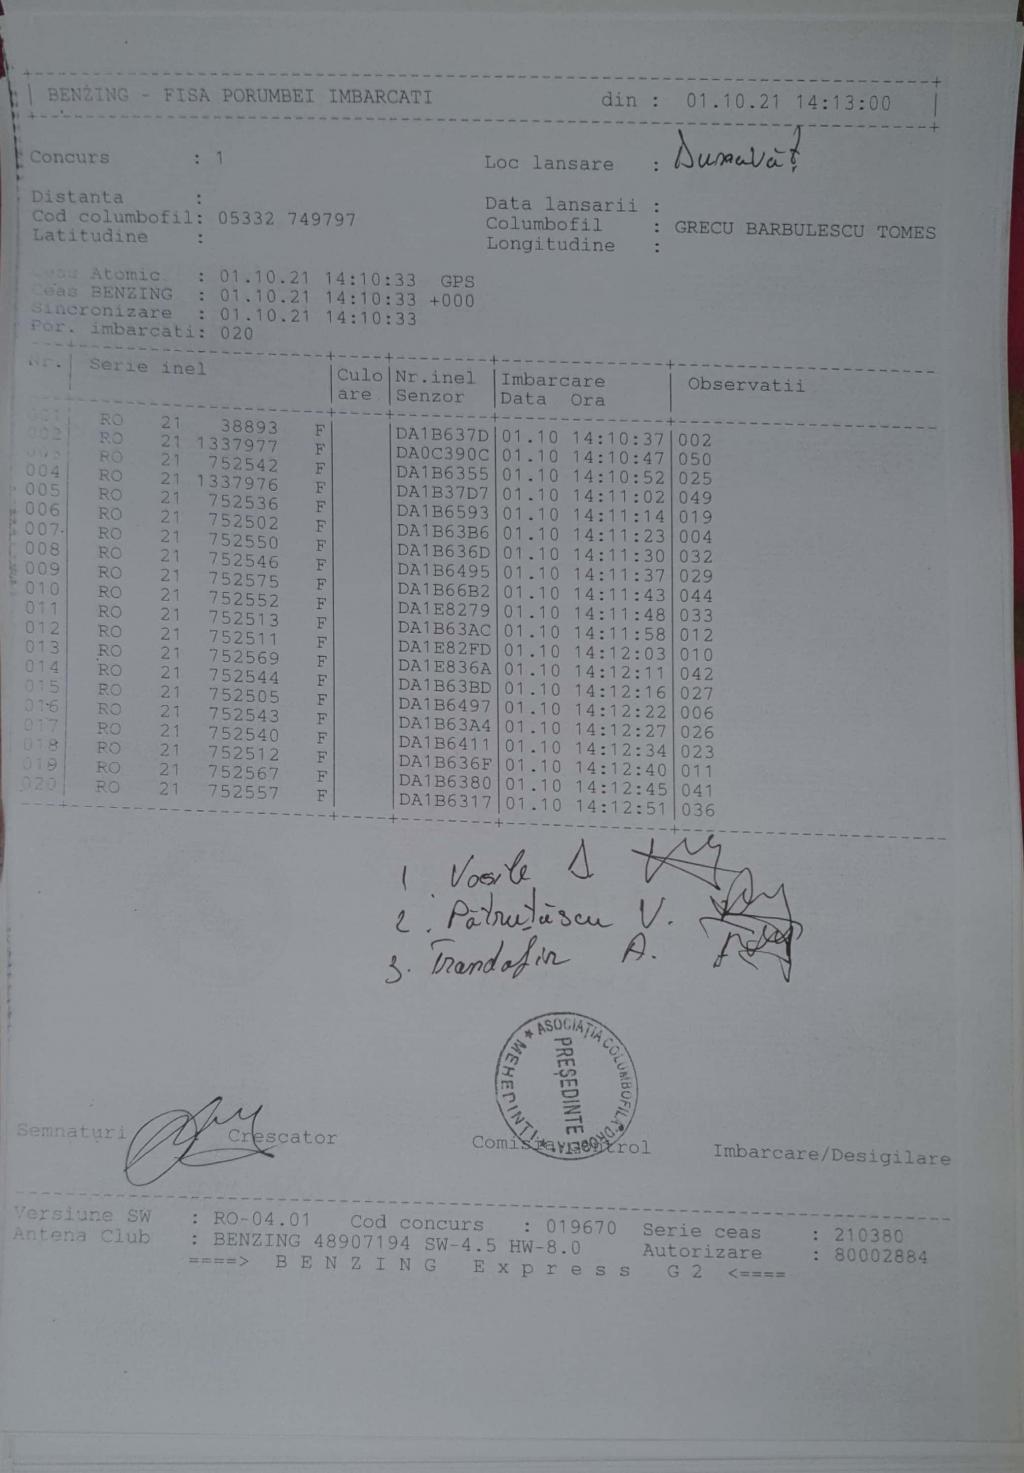 BENZING - FISA PORUMBEI IMBARCATI din : 01.10.21 14:13:00
Concurs : 1 Loc lansare : Dunavăț
Distanta : Data lansarii :
Cod columbofil: 05332 749797 Columbofil : GRECU BARBULESCU TOMES
Latitudine : Longitudine :
Ceas Atomic : 01.10.21 14:10:33 GPS
Ceas BENZING : 01.10.21 14:10:33 +000
Sincronizare : 01.10.21 14:10:33
Por. imbarcati: 020
Nr. Serie inel Culo Nr.inel Imbarcare Observatii
are Senzor Data Ora
001 RO 21 38893 F DA1B637D 01.10 14:10:37 002
002 RO 21 1337977 F DA0C390C 01.10 14:10:47 050
003 RO 21 752542 F DA1B6355 01.10 14:10:52 025
004 RO 21 1337976 F DA1B37D7 01.10 14:11:02 049
005 RO 21 752536 F DA1B6593 01.10 14:11:14 019
006 RO 21 752502 F DA1B63B6 01.10 14:11:23 004
007 RO 21 752550 F DA1B636D 01.10 14:11:30 032
008 RO 21 752546 F DA1B6495 01.10 14:11:37 029
009 RO 21 752575 F DA1B66B2 01.10 14:11:43 044
010 RO 21 752552 F DA1E8279 01.10 14:11:48 033
011 RO 21 752513 F DA1B63AC 01.10 14:11:58 012
012 RO 21 752511 F DA1E82FD 01.10 14:12:03 010
013 RO 21 752569 F DA1E836A 01.10 14:12:11 042
014 RO 21 752544 F DA1B63BD 01.10 14:12:16 027
015 RO 21 752505 F DA1B6497 01.10 14:12:22 006
016 RO 21 752543 F DA1B63A4 01.10 14:12:27 026
017 RO 21 752540 F DA1B6411 01.10 14:12:34 023
018 RO 21 752512 F DA1B636F 01.10 14:12:40 011
019 RO 21 752567 F DA1B6380 01.10 14:12:45 041
020 RO 21 752557 F DA1B6317 01.10 14:12:51 036
1 Vasile D
2. Pătruțăscu V.
3. Trandafir A.
ASOCIAȚIA COLUMBOFILĂ DROBETA * MEHEDINȚI *
PREȘEDINTE
Semnaturi Crescator Comisia control Imbarcare/Desigilare
Versiune SW : RO-04.01 Cod concurs : 019670 Serie ceas : 210380
Antena Club : BENZING 48907194 SW-4.5 HW-8.0 Autorizare : 80002884
====> B E N Z I N G E x p r e s s G 2 <====